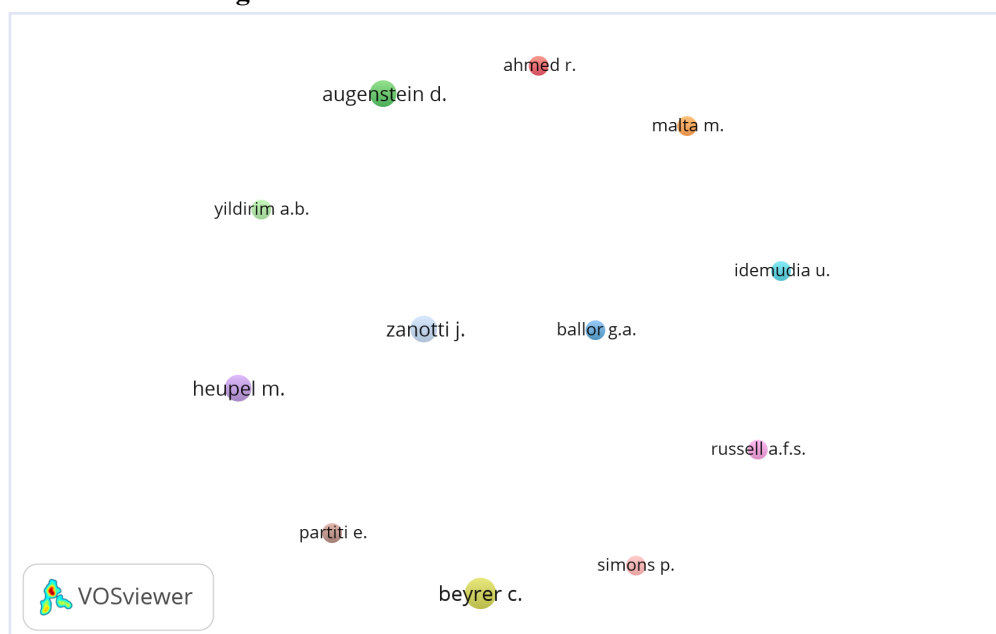 ahmed r.
augenstein d.
malta m.
yildirim a.b.
idemudia u.
zanotti j.
ballor g.a.
heupel m.
russell a.f.s.
partiti e.
simons p.
beyrer c.
VOSviewer